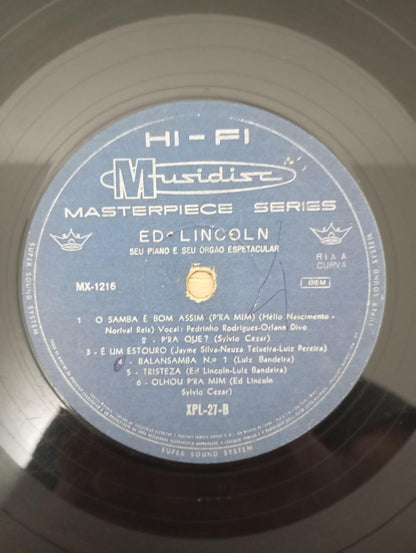 HI-FI
Musidisc
MASTERPIECE SERIES
ED LINCOLN
SEU PIANO E SEU ÓRGÃO ESPETACULAR
MX-1216
RIAA
CURVA
BIEM
1 - O SAMBA É BOM ASSIM (P'RA MIM) (Hélio Nascimento -
Norival Reis) Vocal: Pedrinho Rodrigues-Orlann Divo
2 - P'RA QUE? (Sylvio Cezar)
3 - É UM ESTOURO (Jayme Silva-Neuza Teixeira-Luiz Pereira)
4 - BALANSAMBA N.o 1 (Luiz Bandeira)
5 - TRISTEZA (Ed Lincoln-Luiz Bandeira)
6 - OLHOU P'RA MIM (Ed Lincoln
Sylvio Cezar)
XPL-27-B
SUPER SOUND SYSTEM
SUPER SOUND SYSTEM
SUPER SOUND SYSTEM